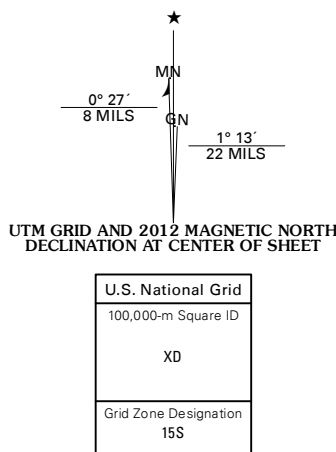 ★
MN
0° 27´
8 MILS
GN
1° 13´
22 MILS
UTM GRID AND 2012 MAGNETIC NORTH
DECLINATION AT CENTER OF SHEET
U.S. National Grid
100,000-m Square ID
XD
Grid Zone Designation
15S